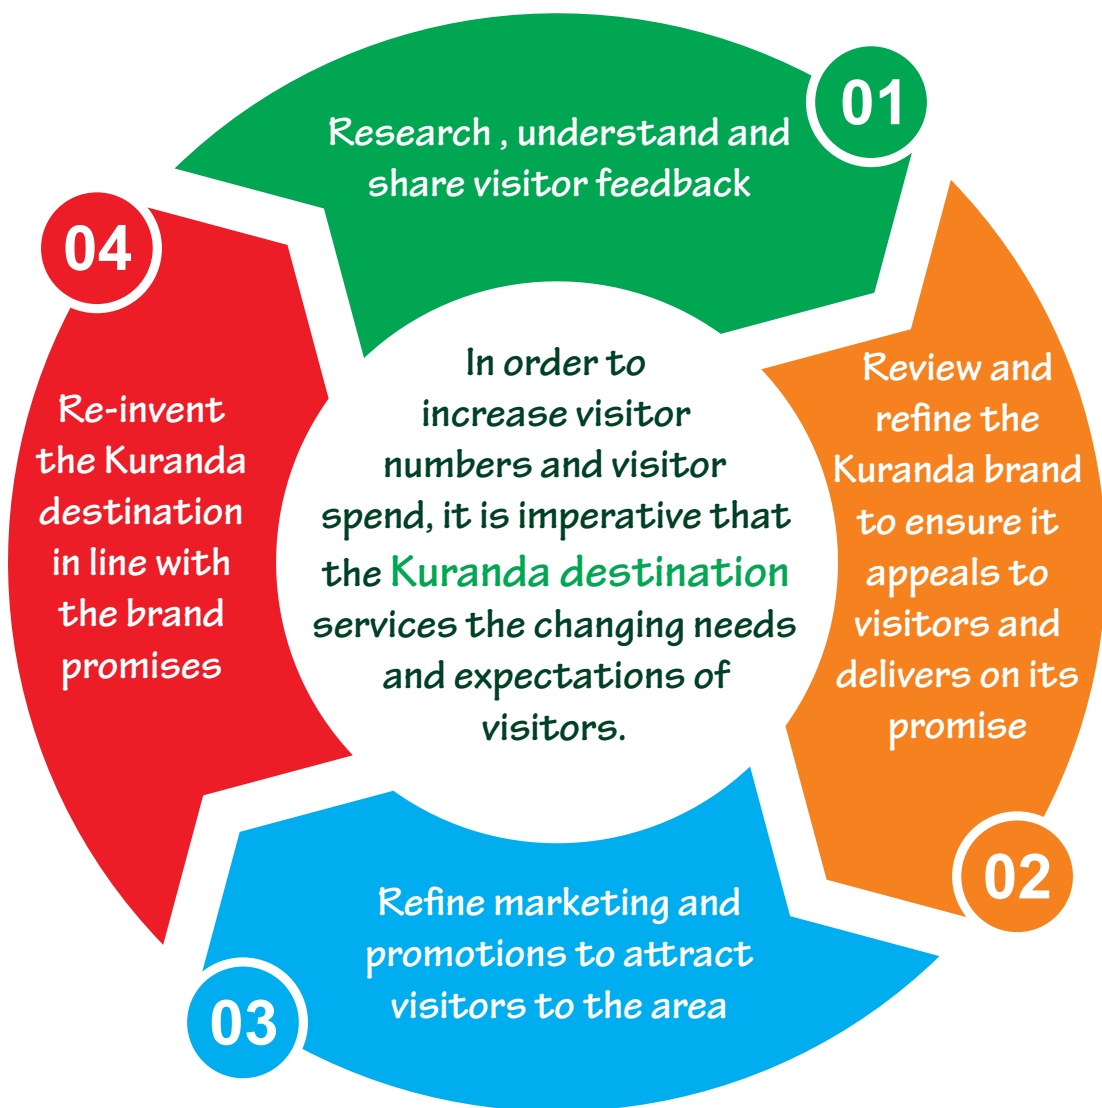 01
Research , understand and
share visitor feedback
02
Review and
refine the
Kuranda brand
to ensure it
appeals to
visitors and
delivers on its
promise
03
Refine marketing and
promotions to attract
visitors to the area
04
Re-invent
the Kuranda
destination
in line with
the brand
promises
In order to
increase visitor
numbers and visitor
spend, it is imperative that
the Kuranda destination
services the changing needs
and expectations of
visitors.